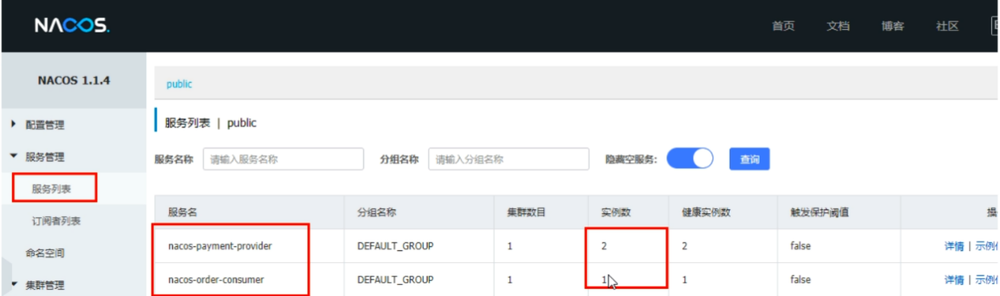 NACOS.
首页 文档 博客 社区
NACOS 1.1.4
public
配置管理
服务列表 | public
服务管理
服务名称 请输入服务名称 分组名称 请输入分组名称 隐藏空服务: 查询
服务列表
服务名 分组名称 集群数目 实例数 健康实例数 触发保护阈值
订阅者列表
nacos-payment-provider DEFAULT_GROUP 1 2 2 false 详情 | 示例
命名空间
nacos-order-consumer DEFAULT_GROUP 1 1 1 false 详情 | 示例
集群管理